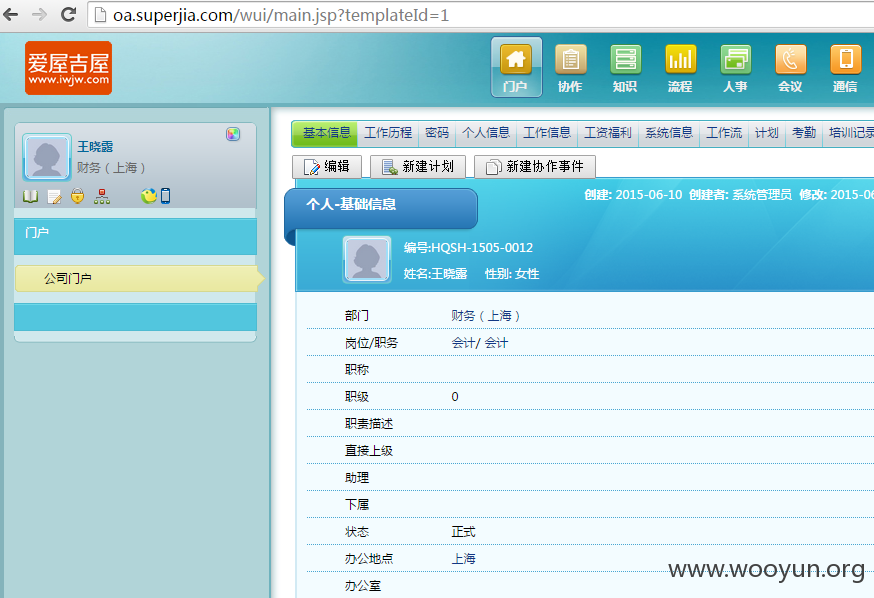 oa.superjia.com/wui/main.jsp?templateId=1
爱屋吉屋
www.iwjw.com
门户 协作 知识 流程 人事 会议 通信
王晓露
财务（上海）
门户
公司门户
基本信息 工作历程 密码 个人信息 工作信息 工资福利 系统信息 工作流 计划 考勤 培训记录
编辑 新建计划 新建协作事件
创建: 2015-06-10 创建者: 系统管理员 修改: 2015-06
个人-基础信息
编号:HQSH-1505-0012
姓名:王晓露 性别: 女性
部门 财务（上海）
岗位/职务 会计/ 会计
职称
职级 0
职责描述
直接上级
助理
下属
状态 正式
办公地点 上海
办公室
www.wooyun.org